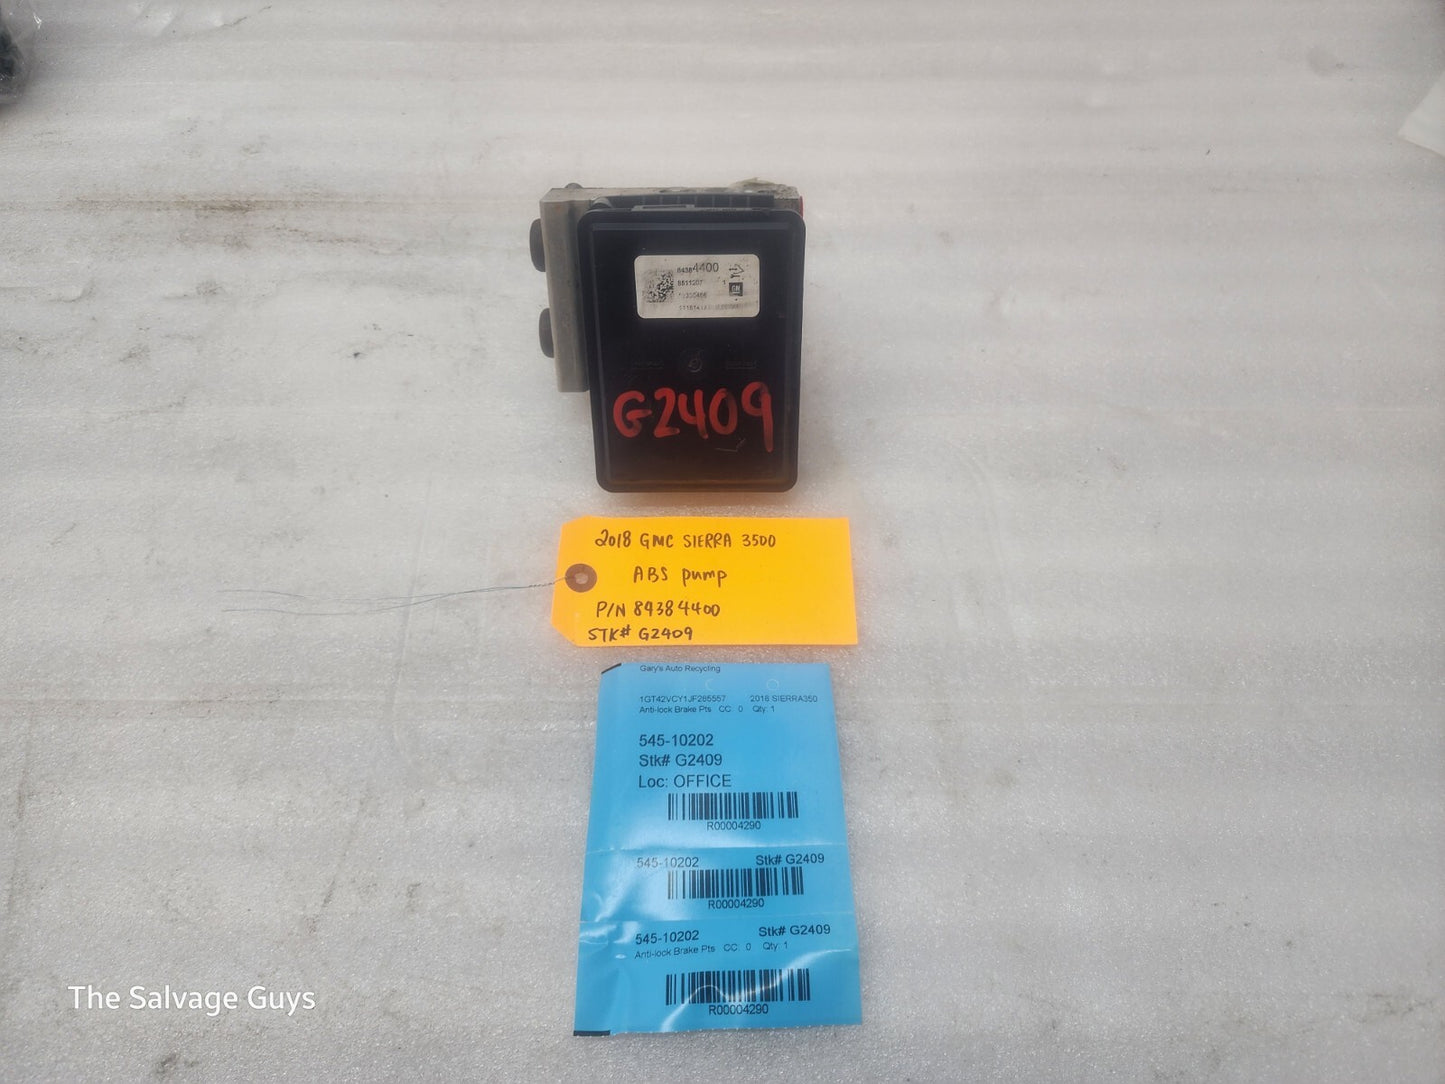 84384400
GM
G2409
2018 GMC SIERRA 3500
ABS pump
P/N 84384400
STK# G2409
Gary's Auto Recycling
1GT42VCY1JF285557 2018 SIERRA350
Anti-lock Brake Pts CC: 0 Qty: 1
545-10202
Stk# G2409
Loc: OFFICE
R00004290
545-10202 Stk# G2409
R00004290
545-10202 Stk# G2409
Anti-lock Brake Pts CC: 0 Qty: 1
R00004290
The Salvage Guys